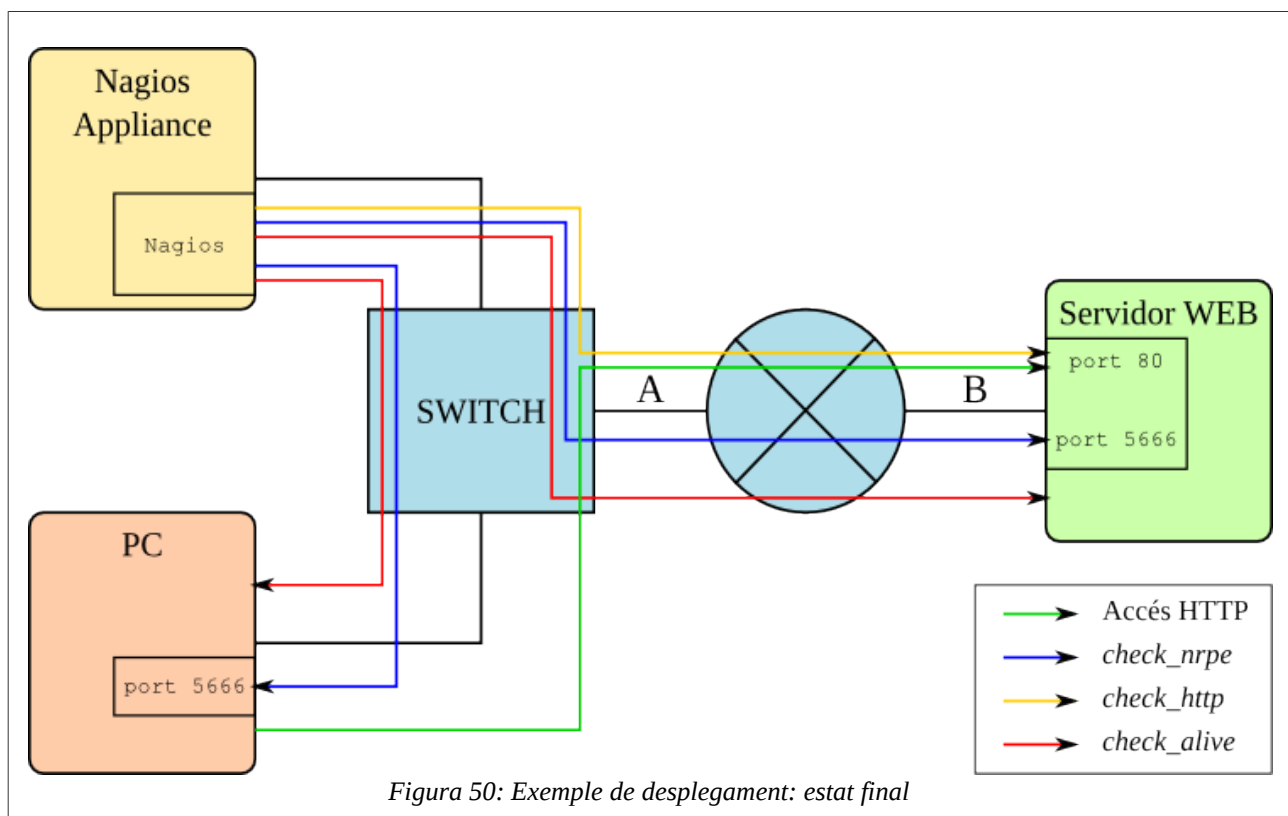 Nagios
Appliance
Nagios
SWITCH
A
B
Servidor WEB
port 80
port 5666
PC
port 5666
Accés HTTP
check_nrpe
check_http
check_alive
Figura 50: Exemple de desplegament: estat final